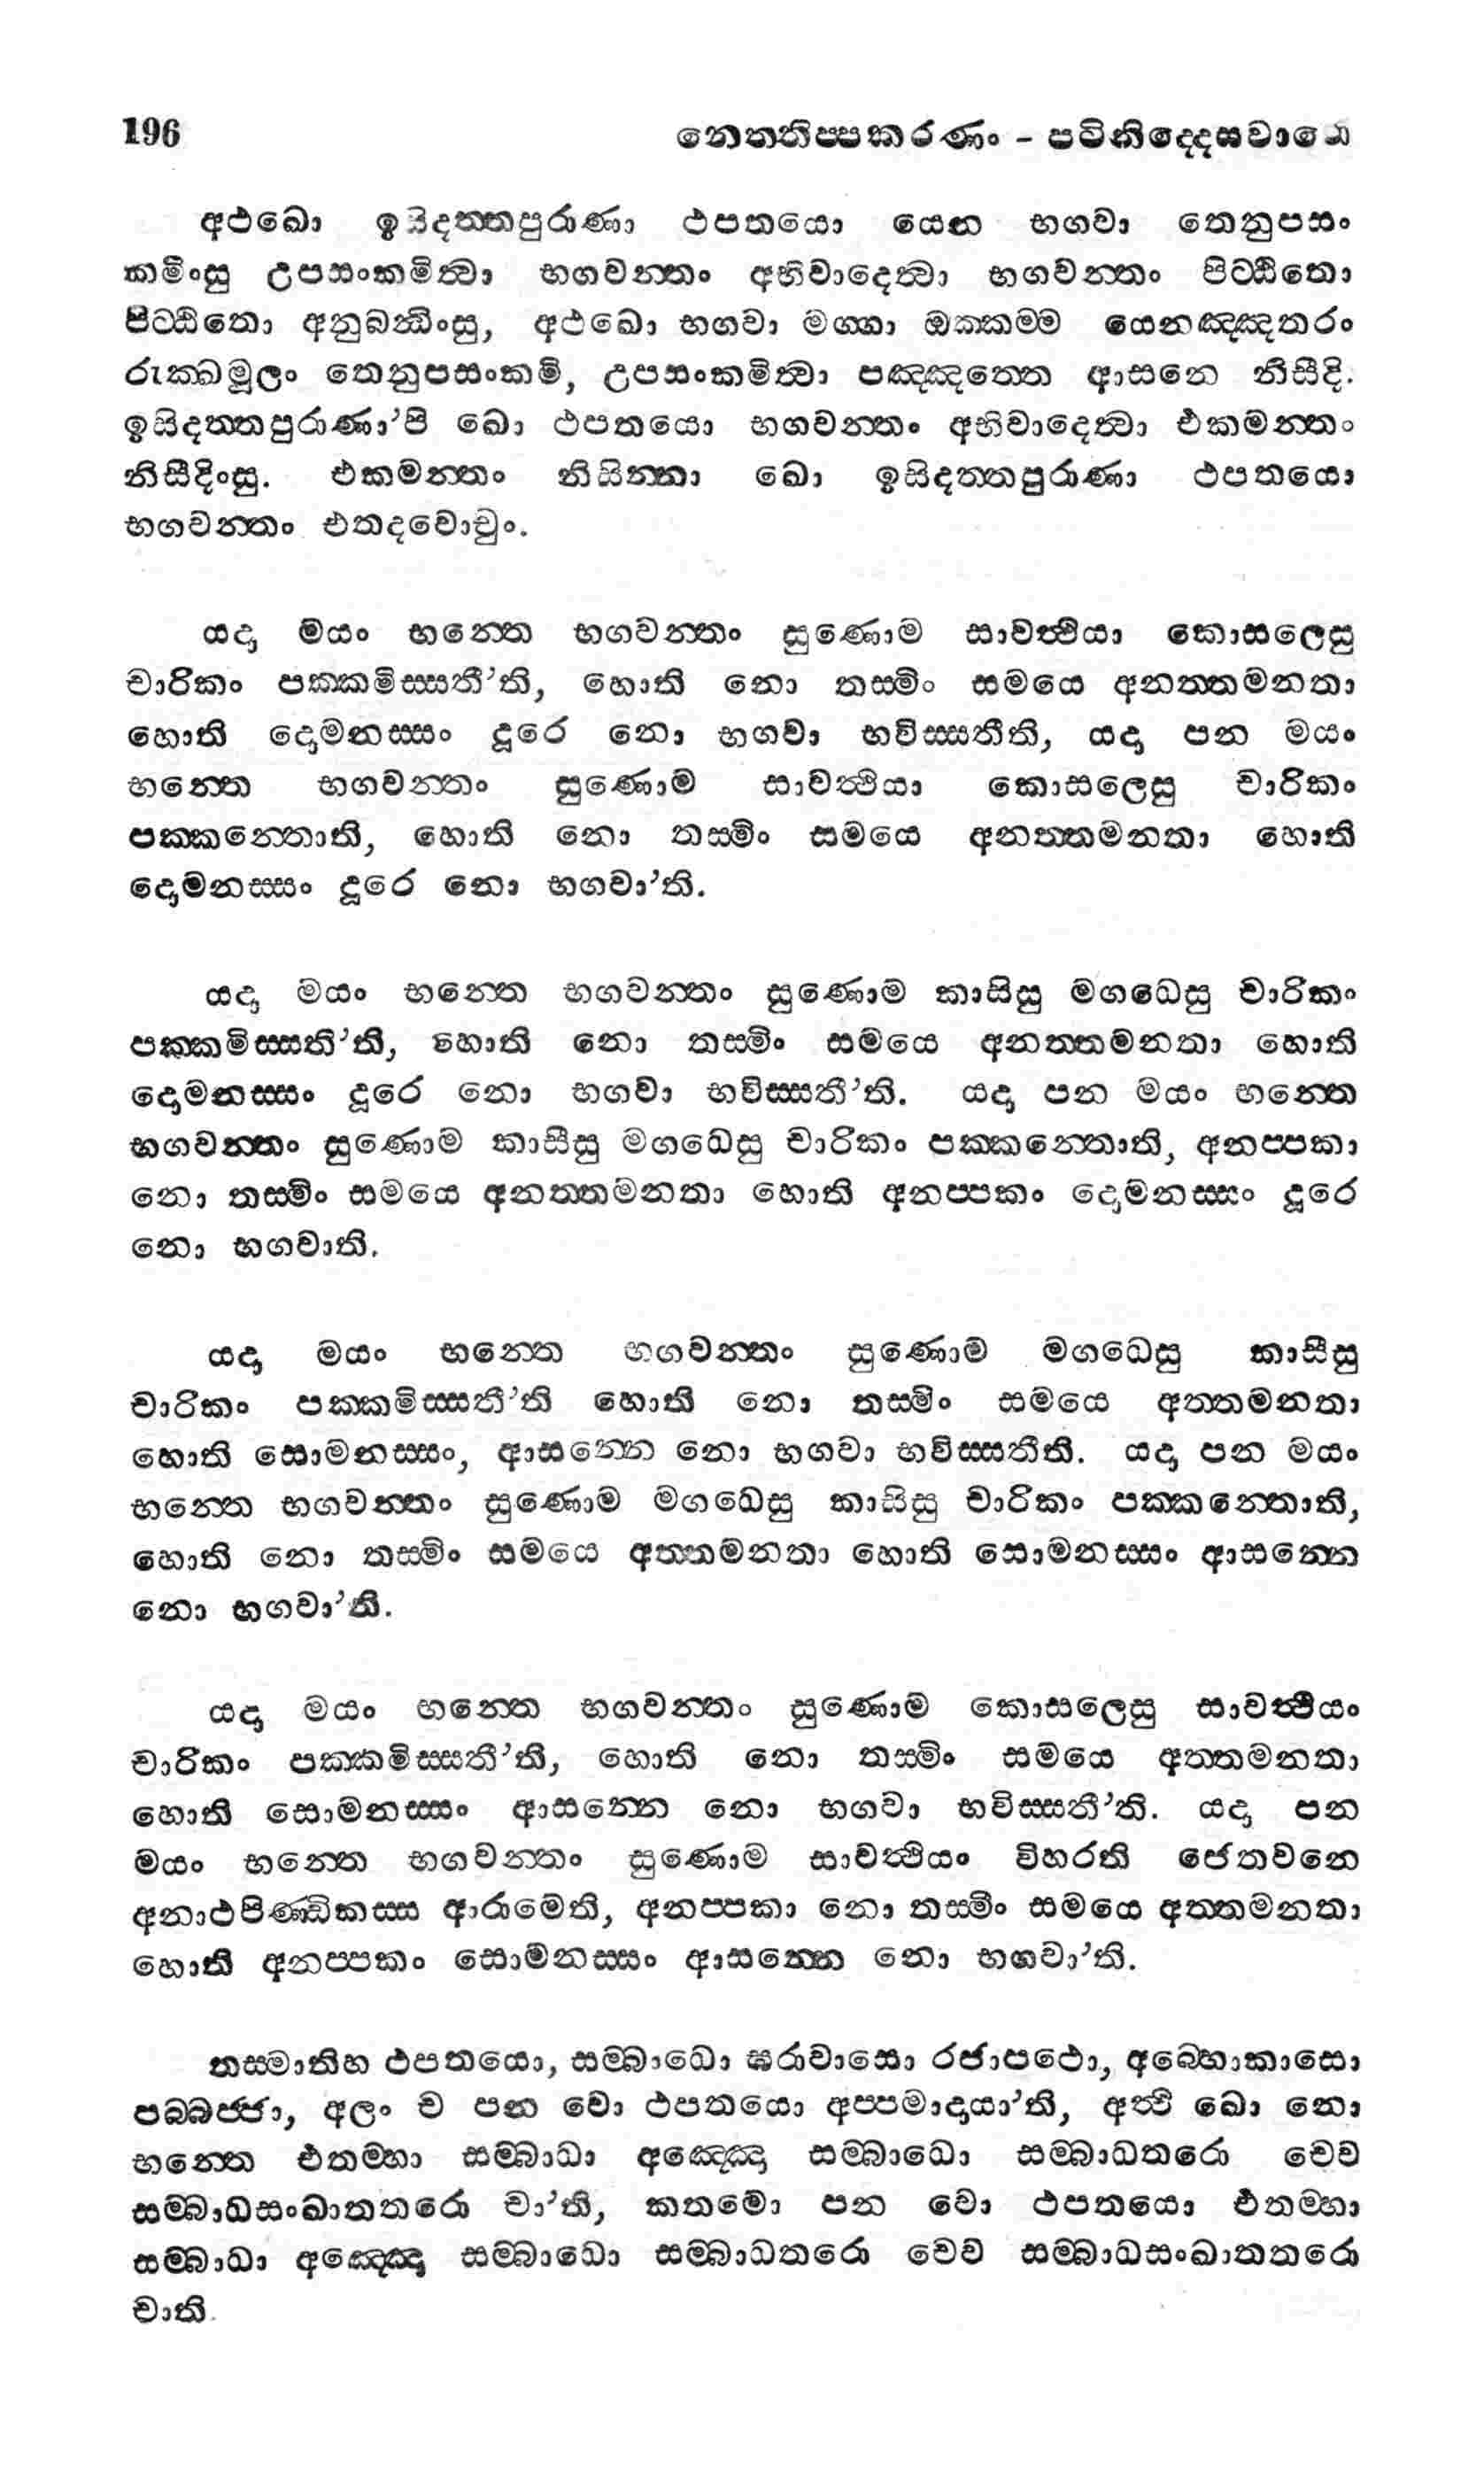 196 නෙත‍්තිප‍්පකරණං - පටිනිද‍්දෙසවාරො
අථඛො ඉසිදත‍්තපුරාණා ථපතයො යෙන භගවා තෙනුපසං
කමිංසු උපසංකමිත්‍වා භගවන‍්තං අභිවාදෙත්‍වා භගවන‍්තං පිට‍්ඨිතො
පිට‍්ඨිතො අනුබන්‍ධිංසු, අථඛො භගවා මග‍්ගා ඔක‍්කම‍්ම යෙනඤ‍්ඤතරං
රුක‍්ඛමූලං තෙනුපසංකමි, උපසංකමිත්‍වා පඤ‍්ඤත‍්තෙ ආසනෙ නිසීදි.
ඉසිදත‍්තපුරාණා’පි ඛො ථපතයො භගවන‍්තං අභිවාදෙත්‍වා එකමන‍්තං
නිසීදිංසු. එකමන‍්තං නිසින‍්නා ඛො ඉසිදත‍්තපුරාණා ථපතයො
භගවන‍්තං එතදවොචුං.
යදා මයං භන‍්තෙ භගවන‍්තං සුණොම සාවත්‍ථියා කොසලෙසු
චාරිකං පක‍්කමිස‍්සතී’ති, හොති නො තස‍්මිං සමයෙ අනත‍්තමනතා
හොති දොමනස‍්සං දූරෙ නො භගවා භවිස‍්සතීති, යදා පන මයං
භන‍්තෙ භගවන‍්තං සුණොම සාවත්‍ථියා කොසලෙසු චාරිකං
පක‍්කන‍්තොති, හොති නො තස‍්මිං සමයෙ අනත‍්තමනතා හොති
දොමනස‍්සං දූරෙ නො භගවා’ති.
යදා මයං භන‍්තෙ භගවන‍්තං සුණොම කාසිසු මගධෙසු චාරිකං
පක‍්කමිස‍්සති’ති, හොති නො තස‍්මිං සමයෙ අනත‍්තමනතා හොති
දොමනස‍්සං දූරෙ නො භගවා භවිස‍්සතී’ති. යදා පන මයං භන‍්තෙ
භගවන‍්තං සුණොම කාසීසු මගධෙසු චාරිකං පක‍්කන‍්තොති, අනප‍්පකා
නො තස‍්මිං සමයෙ අනත‍්තමනතා හොති අනප‍්පකං දොමනස‍්සං දූරෙ
නො භගවාති.
යදා මයං භන‍්තෙ භගවන‍්තං සුණොම මගධෙසු කාසීසු
චාරිකං පක‍්කමිස‍්සතී’ති හොති නො තස‍්මිං සමයෙ අත‍්තමනතා
හොති සොමනස‍්සං, ආසන‍්නෙ නො භගවා භවිස‍්සතීති. යදා පන මයං
භන‍්තෙ භගවන‍්තං සුණොම මගධෙසු කාසිසු චාරිකං පක‍්කන‍්තොති,
හොති නො තස‍්මිං සමයෙ අත‍්තමනතා හොති සොමනස‍්සං ආසන‍්නෙ
නො භගවා’ති.
යදා මයං භන‍්තෙ භගවන‍්තං සුණොම කොසලෙසු සාවත්‍ථියං
චාරිකං පක‍්කමිස‍්සතී’ති, හොති නො තස‍්මිං සමයෙ අත‍්තමනතා
හොති සොමනස‍්සං ආසන‍්නෙ නො භගවා භවිස‍්සතී’ති. යදා පන
මයං භන‍්තෙ භගවන‍්තං සුණොම සාවත්‍ථියං විහරති ජෙතවනෙ
අනාථපිණ‍්ඩිකස‍්ස ආරාමෙති, අනප‍්පකා නො තස‍්මිං සමයෙ අත‍්තමනතා
හොති අනප‍්පකං සොමනස‍්සං ආසන‍්නෙ නො භගවා’ති.
තස‍්මාතිහ ථපතයො, සම‍්බාධො ඝරාවාසො රජාපථො, අබ‍්භොකාසො
පබ‍්බජ‍්ජා, අලං ච පන වො ථපතයො අප‍්පමාදායා’ති, අත්‍ථි ඛො නො
භන‍්තෙ එතම‍්හා සම‍්බාධා අඤ‍්ඤො සම‍්බාධො සම‍්බාධතරො චෙව
සම‍්බාධසංඛාතතරො චා’ති, කතමො පන වො ථපතයො එතම‍්හා
සම‍්බාධා අඤ‍්ඤො සම‍්බාධො සම‍්බාධතරො චෙව සම‍්බාධසංඛාතතරො
චාති.